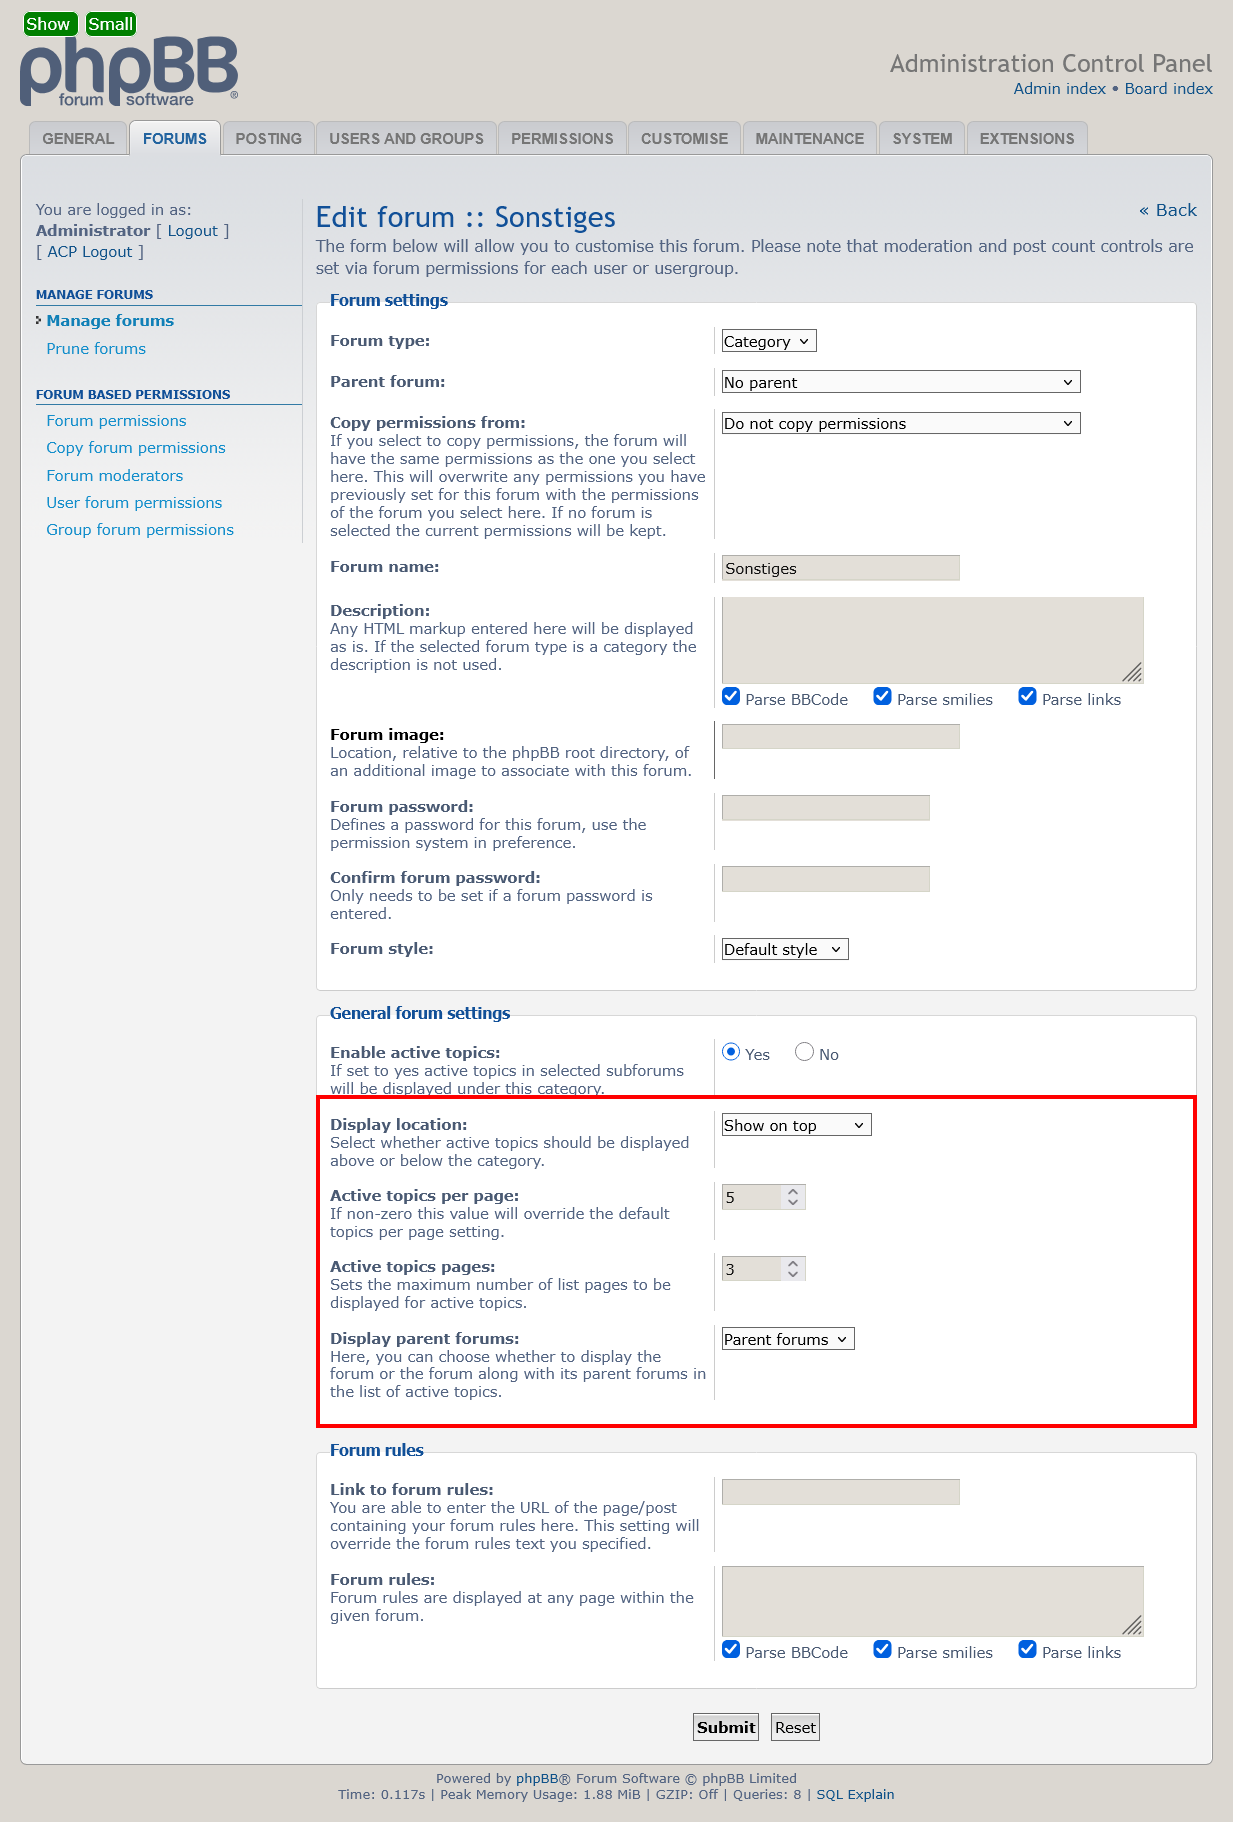 Show Small
phpBB
forum software ®
Administration Control Panel
Admin index • Board index
GENERAL FORUMS POSTING USERS AND GROUPS PERMISSIONS CUSTOMISE MAINTENANCE SYSTEM EXTENSIONS
You are logged in as:
Administrator [ Logout ]
[ ACP Logout ]
MANAGE FORUMS
Manage forums
Prune forums
FORUM BASED PERMISSIONS
Forum permissions
Copy forum permissions
Forum moderators
User forum permissions
Group forum permissions
« Back
Edit forum :: Sonstiges
The form below will allow you to customise this forum. Please note that moderation and post count controls are
set via forum permissions for each user or usergroup.
Forum settings
Forum type:
Category
Parent forum:
No parent
Copy permissions from:
If you select to copy permissions, the forum will
have the same permissions as the one you select
here. This will overwrite any permissions you have
previously set for this forum with the permissions
of the forum you select here. If no forum is
selected the current permissions will be kept.
Do not copy permissions
Forum name:
Sonstiges
Description:
Any HTML markup entered here will be displayed
as is. If the selected forum type is a category the
description is not used.
Parse BBCode Parse smilies Parse links
Forum image:
Location, relative to the phpBB root directory, of
an additional image to associate with this forum.
Forum password:
Defines a password for this forum, use the
permission system in preference.
Confirm forum password:
Only needs to be set if a forum password is
entered.
Forum style:
Default style
General forum settings
Enable active topics:
If set to yes active topics in selected subforums
will be displayed under this category.
Yes No
Display location:
Select whether active topics should be displayed
above or below the category.
Show on top
Active topics per page:
If non-zero this value will override the default
topics per page setting.
5
Active topics pages:
Sets the maximum number of list pages to be
displayed for active topics.
3
Display parent forums:
Here, you can choose whether to display the
forum or the forum along with its parent forums in
the list of active topics.
Parent forums
Forum rules
Link to forum rules:
You are able to enter the URL of the page/post
containing your forum rules here. This setting will
override the forum rules text you specified.
Forum rules:
Forum rules are displayed at any page within the
given forum.
Parse BBCode Parse smilies Parse links
Submit Reset
Powered by phpBB® Forum Software © phpBB Limited
Time: 0.117s | Peak Memory Usage: 1.88 MiB | GZIP: Off | Queries: 8 | SQL Explain